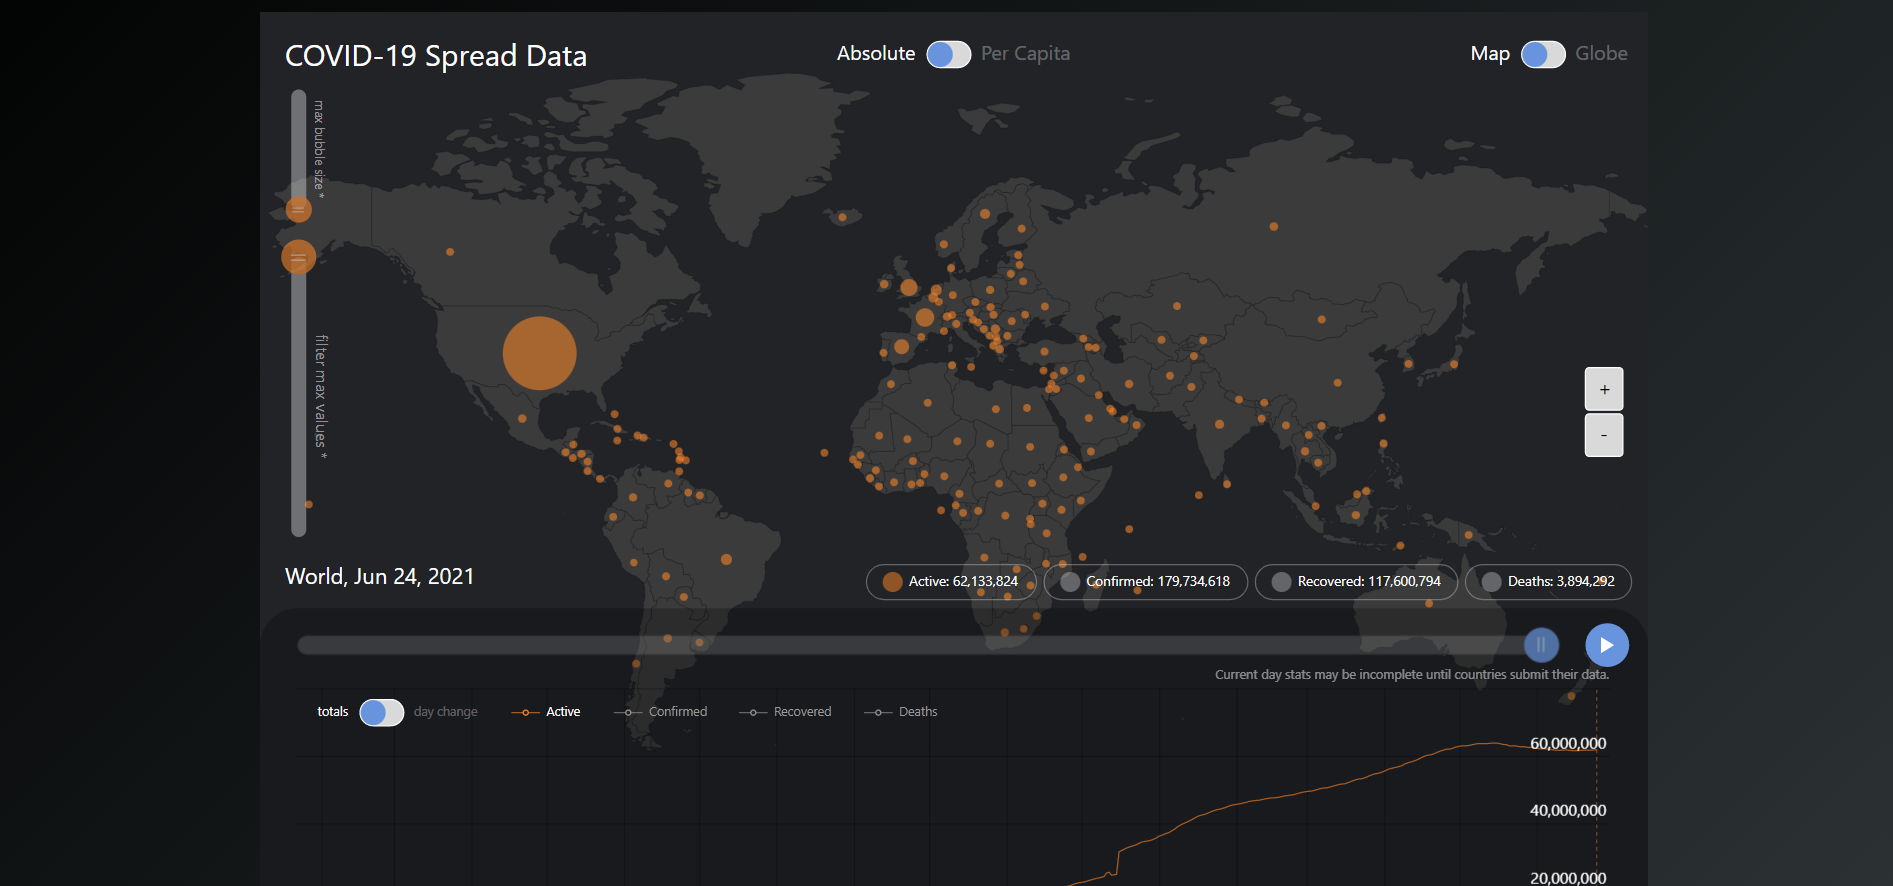 COVID-19 Spread Data
Absolute
Per Capita
Map
Globe
max bubble size *
filter max values *
+
-
World, Jun 24, 2021
Active: 62,133,824
Confirmed: 179,734,618
Recovered: 117,600,794
Deaths: 3,894,292
Current day stats may be incomplete until countries submit their data.
totals
day change
Active
Confirmed
Recovered
Deaths
60,000,000
40,000,000
20,000,000